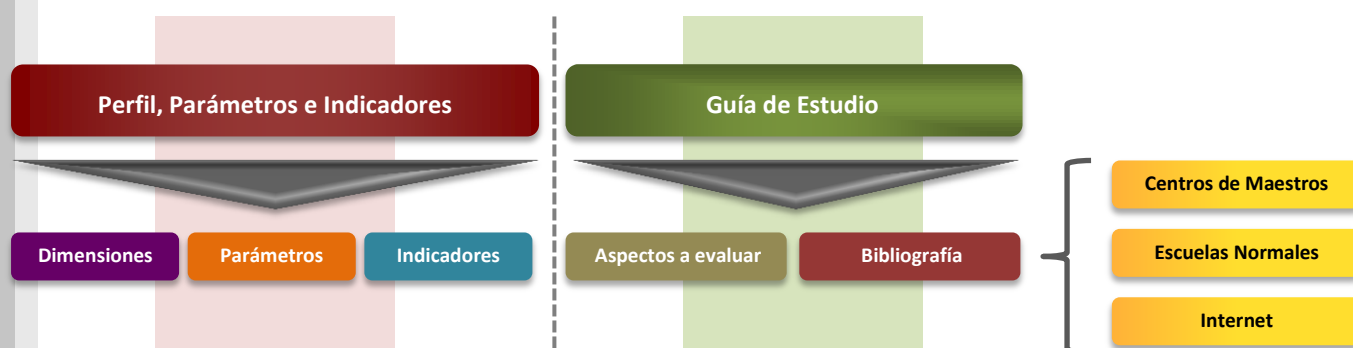 Perfil, Parámetros e Indicadores
Guía de Estudio
Dimensiones
Parámetros
Indicadores
Aspectos a evaluar
Bibliografía
Centros de Maestros
Escuelas Normales
Internet